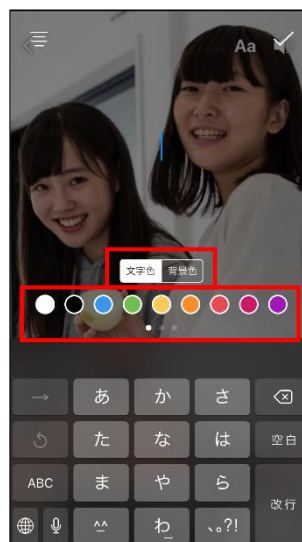 Aa
文字色 背景色
→ あ か さ
た な は 空白
ABC ま や ら
改行
^^ わ_ 、。?!